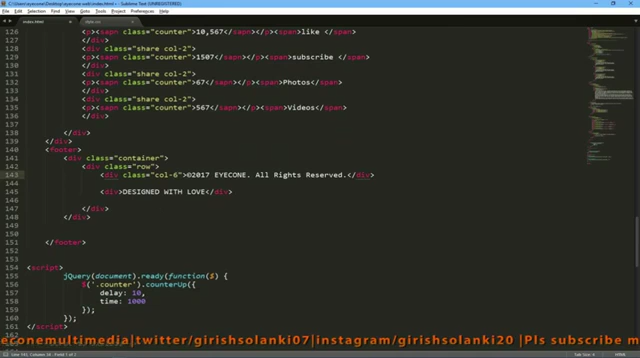 C:\Users\eyecone\Desktop\eyecone-web\index.html • - Sublime Text (UNREGISTERED)
File Edit Selection Find View Goto Tools Project Preferences Help
index.html style.css
126 <p><sapn class="counter">10,567</sapn></p><span>like </span>
127 </div>
128 <div class="share col-2">
129 <p><sapn class="counter">1507</sapn></p><span>subscribe </span>
130 </div>
131 <div class="share col-2">
132 <p><sapn class="counter">67</sapn></p><span>Photos</span>
133 </div>
134 <div class="share col-2">
135 <p><sapn class="counter">567</sapn></p><span>Videos</span>
136 </div>
137
138 </div>
139 </div>
140 <footer>
141 <div class="container">
142 <div class="row">
143 <div class="col-6">©2017 EYECONE. All Rights Reserved.</div>
144
145 <div>DESIGNED WITH LOVE</div>
146
147 </div>
148 </div>
149
150
151 </footer>
152
153
154 <script>
155 jQuery(document).ready(function($) {
156 $('.counter').counterUp({
157 delay: 10,
158 time: 1000
159 });
160 });
161 </script>
econemultimedia|twitter/girishsolanki07|instagram/girishsolanki20 |Pls subscribe m
Tab Size: 4 HTML